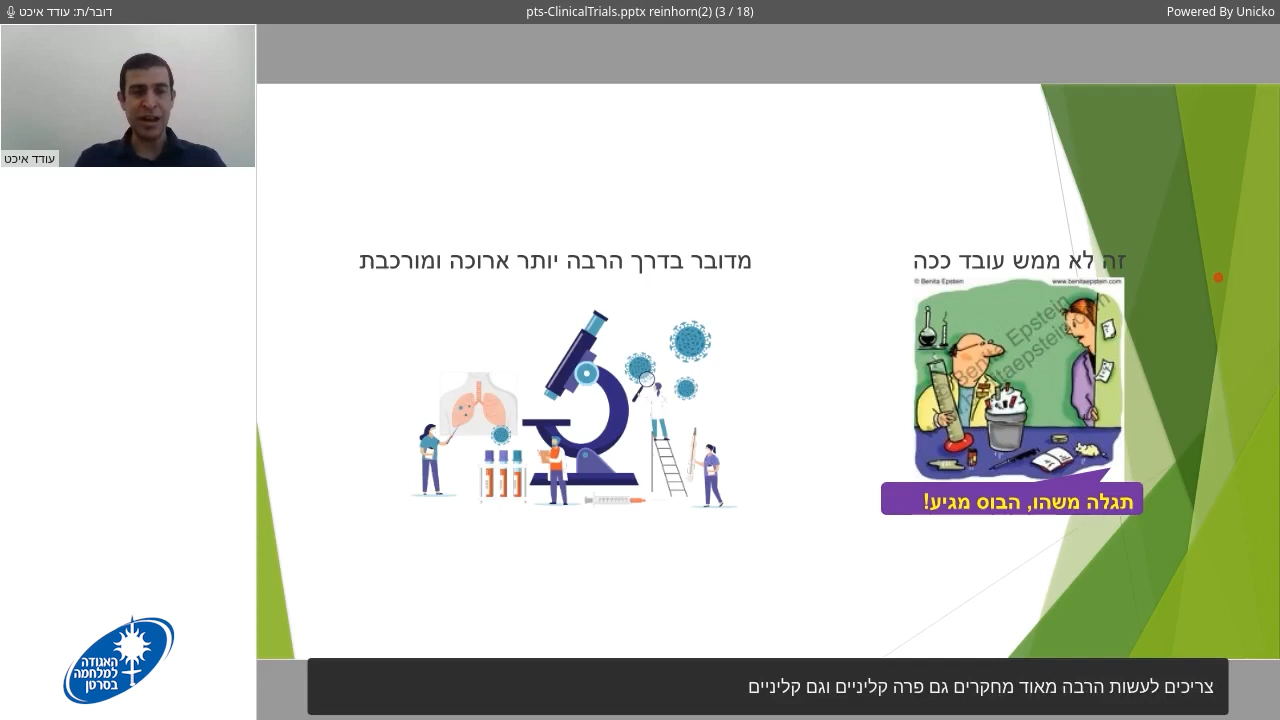 דובר/ת: עודד איכט
pts-ClinicalTrials.pptx reinhorn(2) (3 / 18)
Powered By Unicko
עודד איכט
זה לא ממש עובד ככה
מדובר בדרך הרבה יותר ארוכה ומורכבת
© Benita Epstein
www.benitaepstein.com
תגלה משהו, הבוס מגיע!
האגודה
למלחמה
בסרטן
צריכים לעשות הרבה מאוד מחקרים גם פרה קליניים וגם קליניים